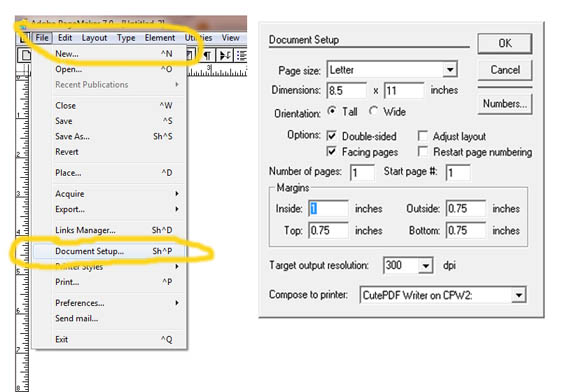 Adobe PageMaker 7.0 - [Untitled-2]
File Edit Layout Type Element Utilities View
New... ^N
Open... ^O
Recent Publications
Close ^W
Save ^S
Save As... Sh^S
Revert
Place... ^D
Acquire
Export...
Links Manager... Sh^D
Document Setup... Sh^P
Printer Styles
Print... ^P
Preferences...
Send mail...
Exit ^Q
Document Setup
OK
Page size: Letter
Cancel
Dimensions: 8.5 x 11 inches
Numbers...
Orientation: Tall Wide
Options: Double-sided Adjust layout
Facing pages Restart page numbering
Number of pages: 1 Start page #: 1
Margins
Inside: 1 inches Outside: 0.75 inches
Top: 0.75 inches Bottom: 0.75 inches
Target output resolution: 300 dpi
Compose to printer: CutePDF Writer on CPW2: